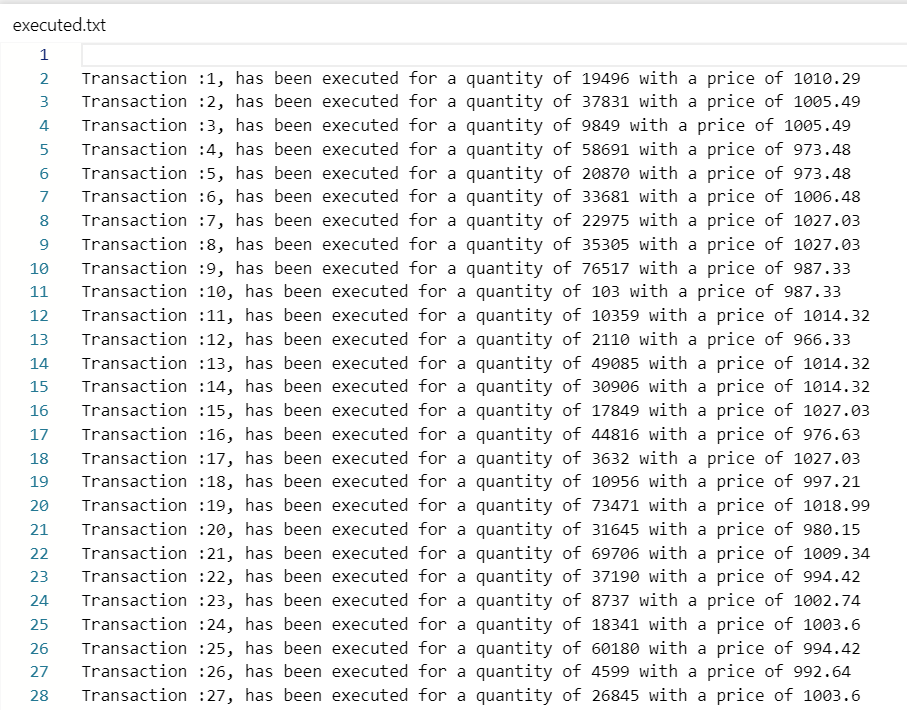 executed.txt
1
2 Transaction :1, has been executed for a quantity of 19496 with a price of 1010.29
3 Transaction :2, has been executed for a quantity of 37831 with a price of 1005.49
4 Transaction :3, has been executed for a quantity of 9849 with a price of 1005.49
5 Transaction :4, has been executed for a quantity of 58691 with a price of 973.48
6 Transaction :5, has been executed for a quantity of 20870 with a price of 973.48
7 Transaction :6, has been executed for a quantity of 33681 with a price of 1006.48
8 Transaction :7, has been executed for a quantity of 22975 with a price of 1027.03
9 Transaction :8, has been executed for a quantity of 35305 with a price of 1027.03
10 Transaction :9, has been executed for a quantity of 76517 with a price of 987.33
11 Transaction :10, has been executed for a quantity of 103 with a price of 987.33
12 Transaction :11, has been executed for a quantity of 10359 with a price of 1014.32
13 Transaction :12, has been executed for a quantity of 2110 with a price of 966.33
14 Transaction :13, has been executed for a quantity of 49085 with a price of 1014.32
15 Transaction :14, has been executed for a quantity of 30906 with a price of 1014.32
16 Transaction :15, has been executed for a quantity of 17849 with a price of 1027.03
17 Transaction :16, has been executed for a quantity of 44816 with a price of 976.63
18 Transaction :17, has been executed for a quantity of 3632 with a price of 1027.03
19 Transaction :18, has been executed for a quantity of 10956 with a price of 997.21
20 Transaction :19, has been executed for a quantity of 73471 with a price of 1018.99
21 Transaction :20, has been executed for a quantity of 31645 with a price of 980.15
22 Transaction :21, has been executed for a quantity of 69706 with a price of 1009.34
23 Transaction :22, has been executed for a quantity of 37190 with a price of 994.42
24 Transaction :23, has been executed for a quantity of 8737 with a price of 1002.74
25 Transaction :24, has been executed for a quantity of 18341 with a price of 1003.6
26 Transaction :25, has been executed for a quantity of 60180 with a price of 994.42
27 Transaction :26, has been executed for a quantity of 4599 with a price of 992.64
28 Transaction :27, has been executed for a quantity of 26845 with a price of 1003.6